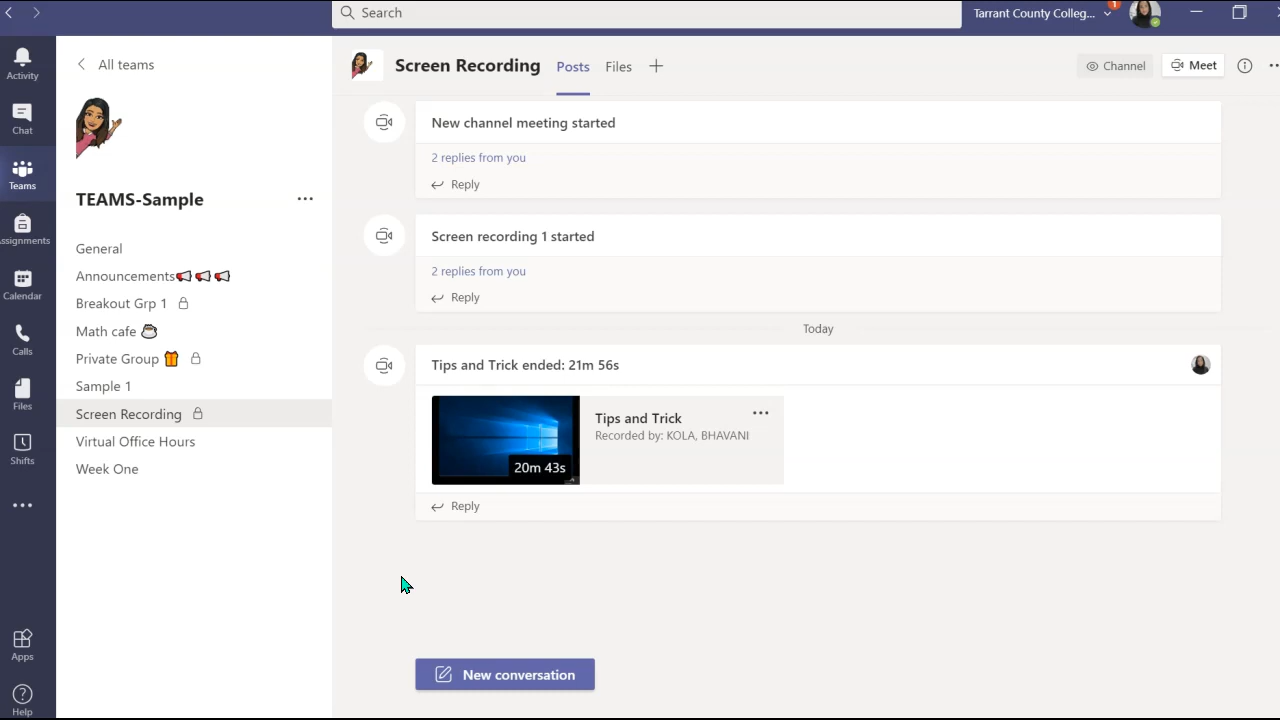 Search
Tarrant County Colleg...
1
Activity
Chat
Teams
Assignments
Calendar
Calls
Files
Shifts
Apps
Help
All teams
TEAMS-Sample
General
Announcements
Breakout Grp 1
Math cafe
Private Group
Sample 1
Screen Recording
Virtual Office Hours
Week One
Screen Recording
Posts
Files
Channel
Meet
New channel meeting started
2 replies from you
Reply
Screen recording 1 started
2 replies from you
Reply
Today
Tips and Trick ended: 21m 56s
20m 43s
Tips and Trick
Recorded by: KOLA, BHAVANI
Reply
New conversation